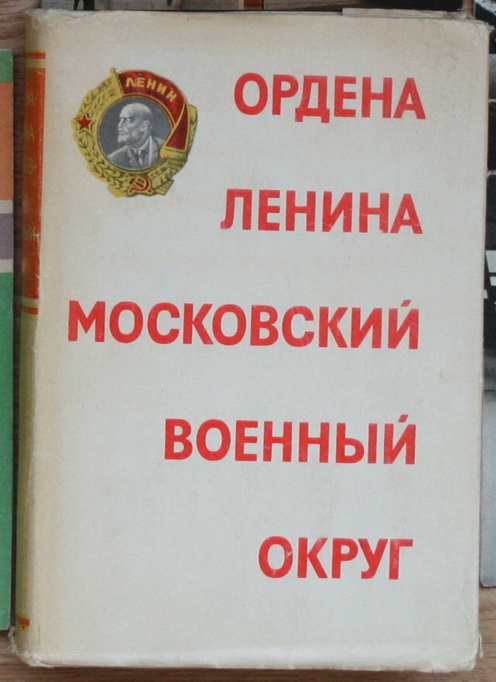 ЛЕНИН
ОРДЕНА
ЛЕНИНА
МОСКОВСКИЙ
ВОЕННЫЙ
ОКРУГ